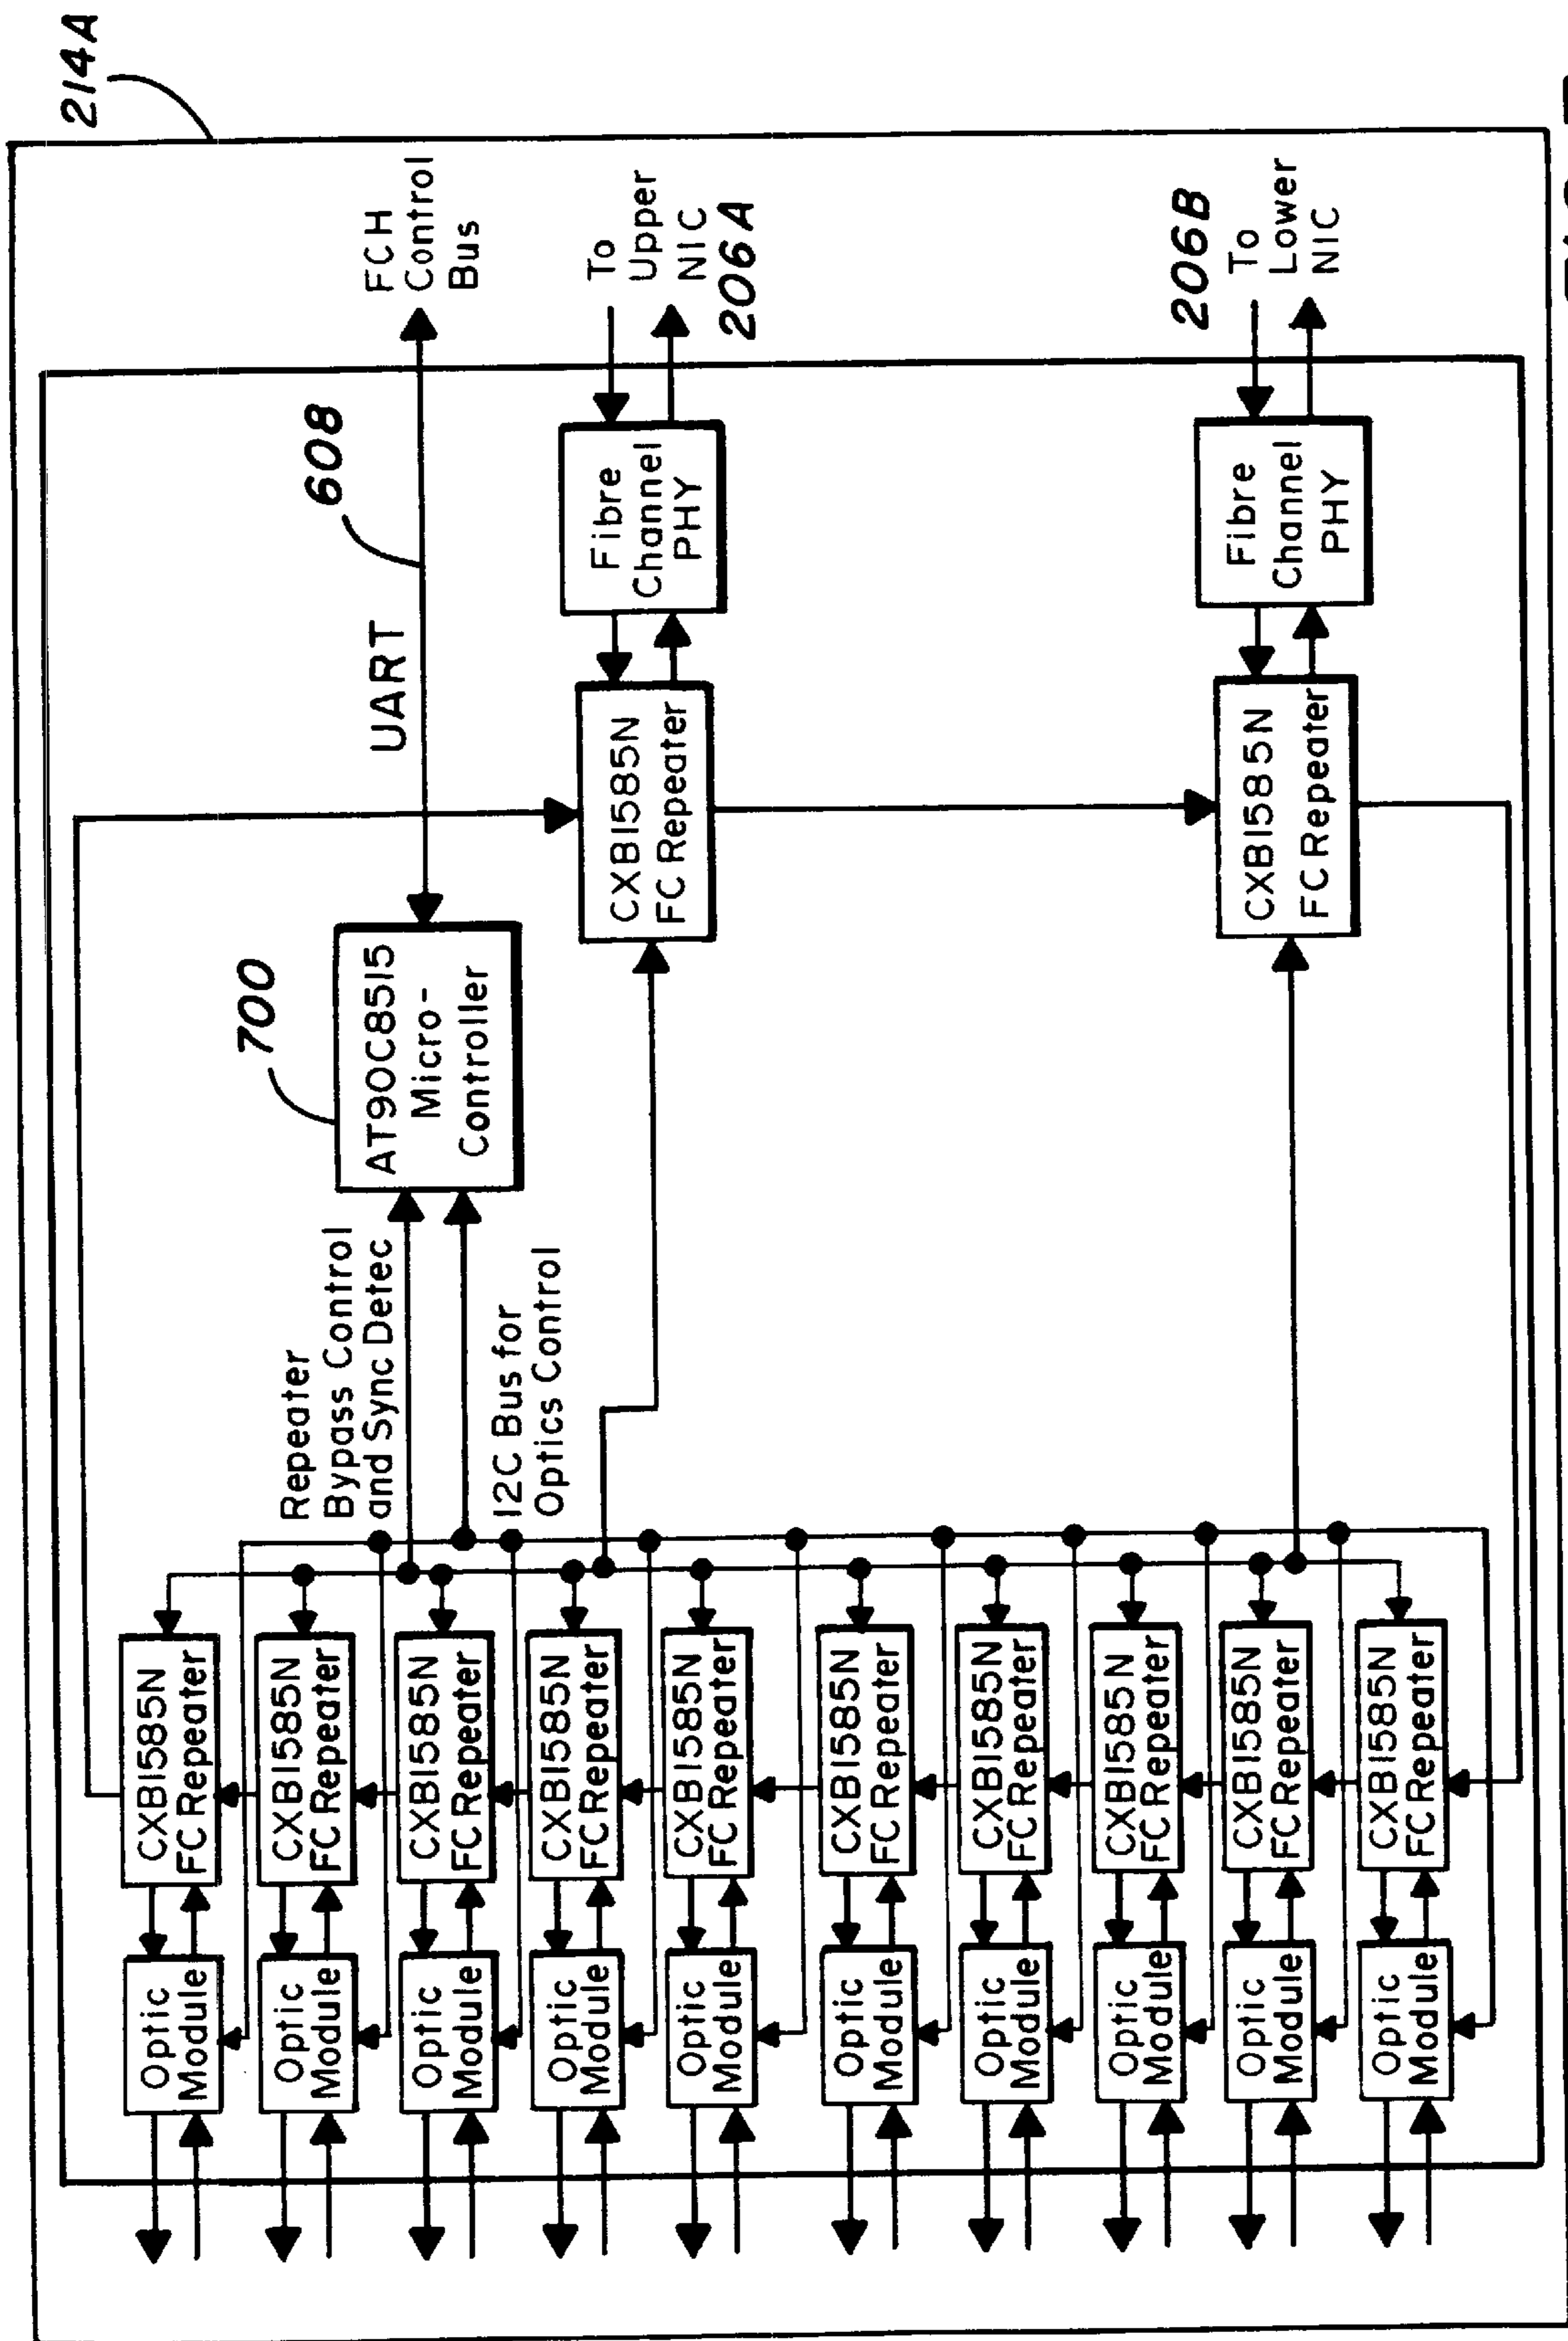 214A
FCH
Control
Bus
608
UART
To
Upper
NIC
206A
206B
To
Lower
NIC
Fibre
Channel
PHY
Fibre
Channel
PHY
700
AT90C8515
Micro-
Controller
CXB1585N
FC Repeater
CXB1585N
FC Repeater
Repeater
Bypass Control
and Sync Detec
I2C Bus for
Optics Control
CXB1585N
FC Repeater
CXB1585N
FC Repeater
CXB1585N
FC Repeater
CXB1585N
FC Repeater
CXB1585N
FC Repeater
CXB1585N
FC Repeater
CXB1585N
FC Repeater
CXB1585N
FC Repeater
CXB1585N
FC Repeater
CXB1585N
FC Repeater
Optic
Module
Optic
Module
Optic
Module
Optic
Module
Optic
Module
Optic
Module
Optic
Module
Optic
Module
Optic
Module
Optic
Module